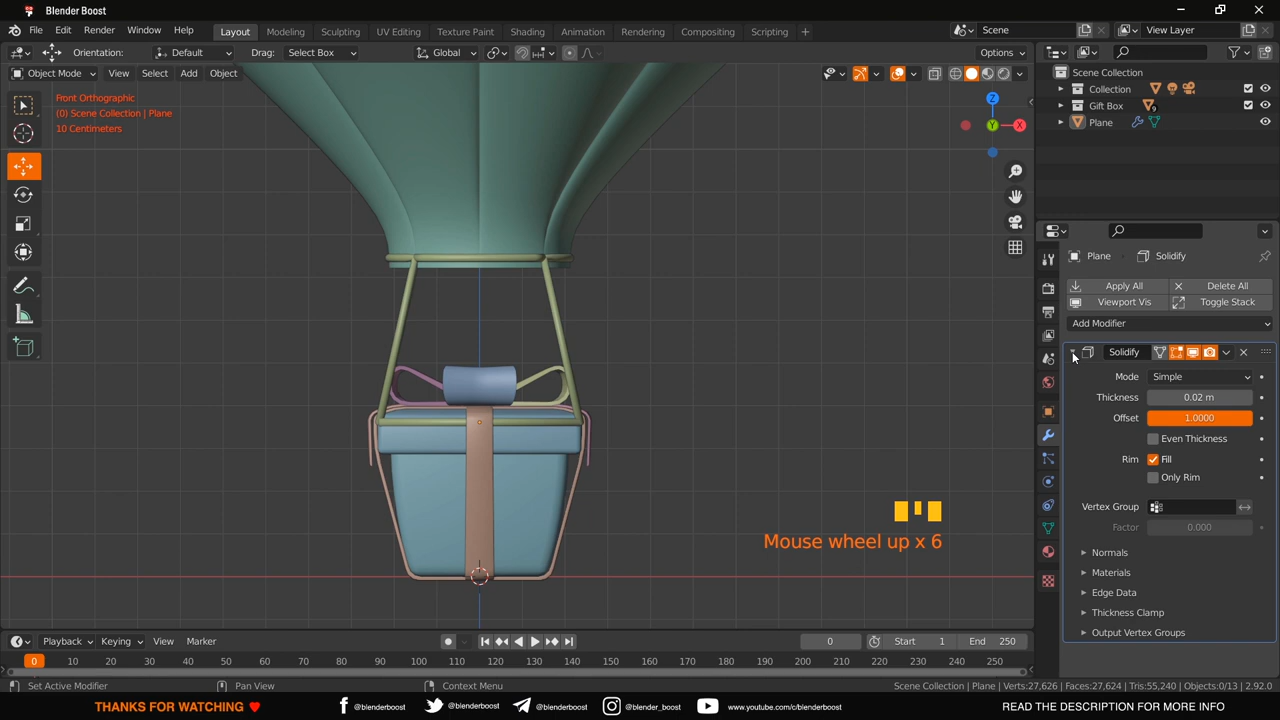 Blender Boost
File Edit Render Window Help Layout Modeling Sculpting UV Editing Texture Paint Shading Animation Rendering Compositing Scripting + Scene View Layer
Orientation: Default Drag: Select Box Global Options
Object Mode View Select Add Object
Front Orthographic
(0) Scene Collection | Plane
10 Centimeters
Z
Y X
Scene Collection
Collection
Gift Box 9
Plane
Plane Solidify
Apply All Delete All
Viewport Vis Toggle Stack
Add Modifier
Solidify
Mode Simple
Thickness 0.02 m
Offset 1.0000
Even Thickness
Rim Fill
Only Rim
Vertex Group
Factor 0.000
Normals
Materials
Edge Data
Thickness Clamp
Output Vertex Groups
Mouse wheel up x 6
Playback Keying View Marker 0 Start 1 End 250
0 10 20 30 40 50 60 70 80 90 100 110 120 130 140 150 160 170 180 190 200 210 220 230 240 250
Set Active Modifier Pan View Context Menu Scene Collection | Plane | Verts:27,626 | Faces:27,624 | Tris:55,240 | Objects:0/13 | 2.92.0
THANKS FOR WATCHING @blenderboost @blenderboost @blenderboost @blender_boost www.youtube.com/c/blenderboost READ THE DESCRIPTION FOR MORE INFO